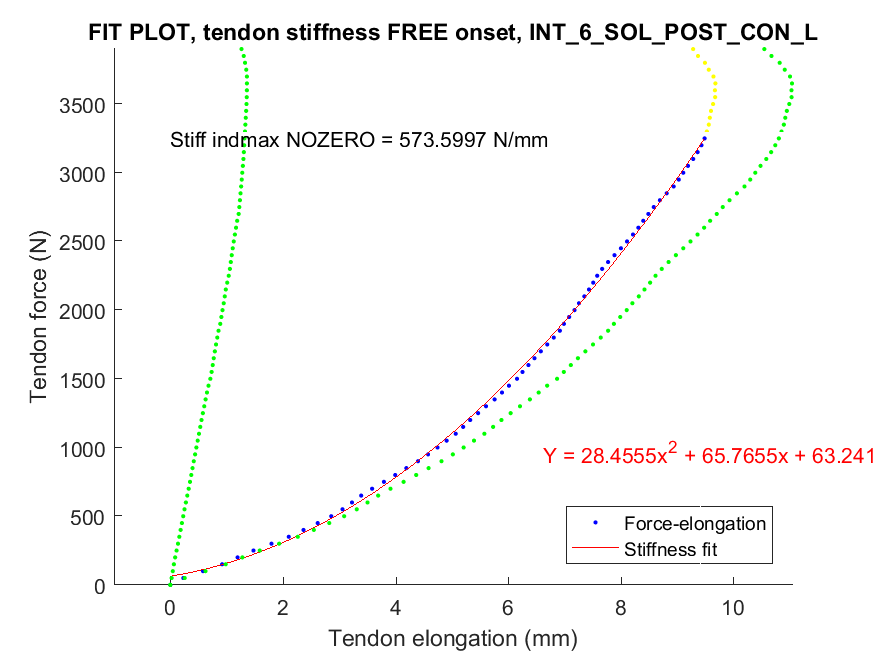 FIT PLOT, tendon stiffness FREE onset, INT_6_SOL_POST_CON_L
Stiff indmax NOZERO = 573.5997 N/mm
Tendon force (N)
3500
3000
2500
2000
1500
1000
500
0
Y = 28.4555x² + 65.7655x + 63.241
Force-elongation
Stiffness fit
0 2 4 6 8 10
Tendon elongation (mm)